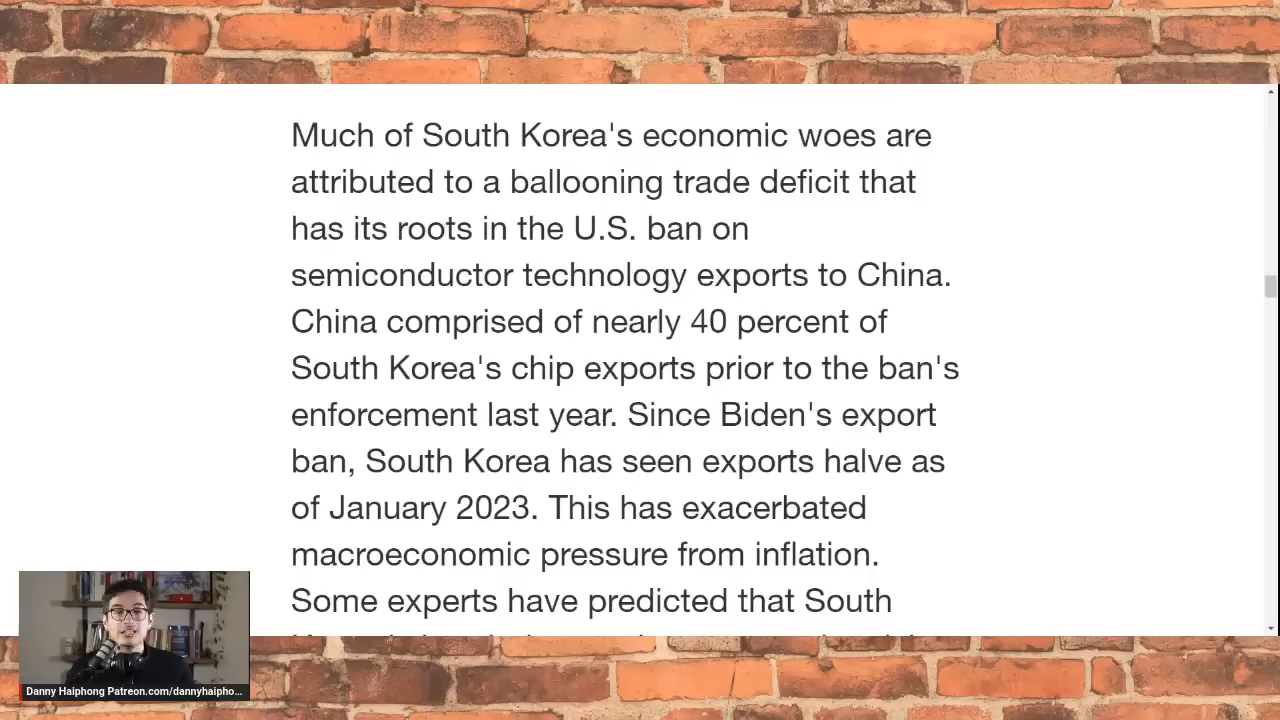 Much of South Korea's economic woes are
attributed to a ballooning trade deficit that
has its roots in the U.S. ban on
semiconductor technology exports to China.
China comprised of nearly 40 percent of
South Korea's chip exports prior to the ban's
enforcement last year. Since Biden's export
ban, South Korea has seen exports halve as
of January 2023. This has exacerbated
macroeconomic pressure from inflation.
Some experts have predicted that South
Danny Haiphong Patreon.com/dannyhaipho...